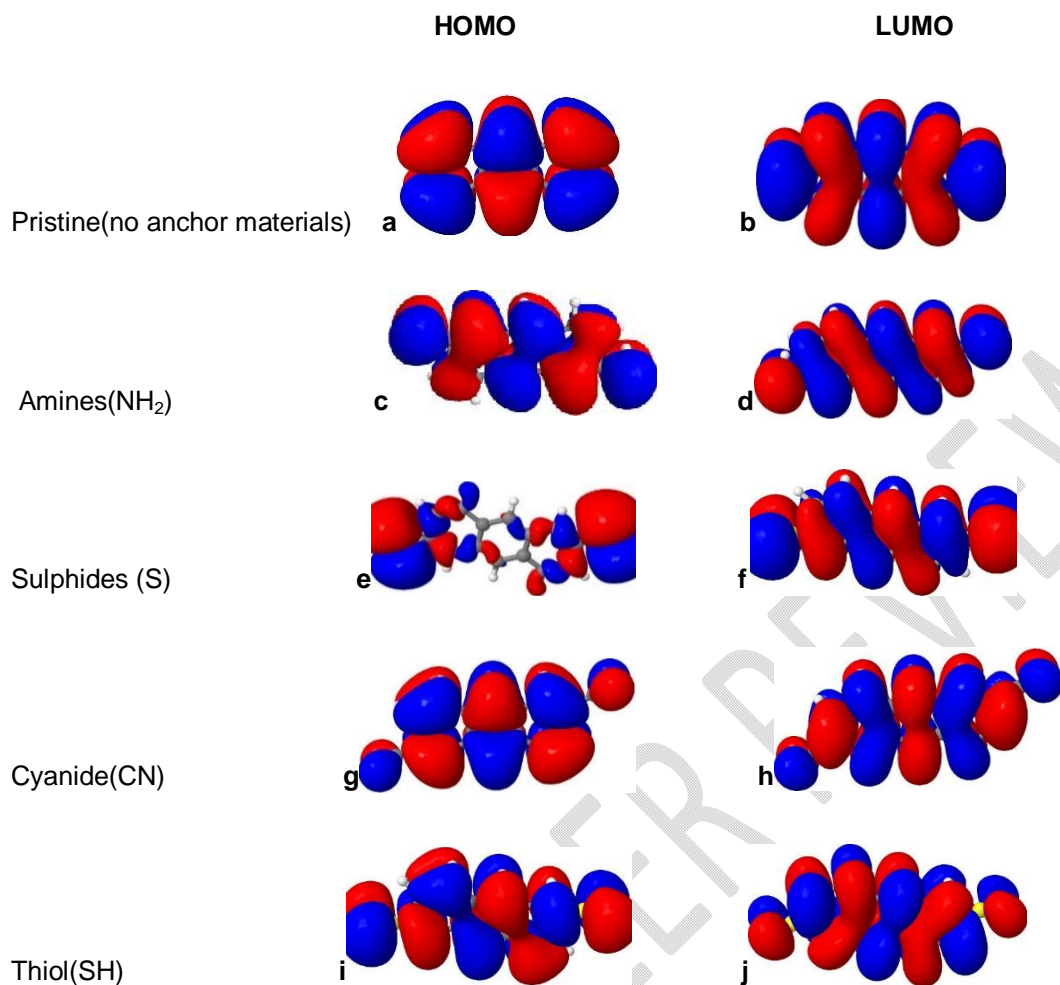 HOMO LUMO
Pristine(no anchor materials) a b
Amines(NH₂) c d
Sulphides (S) e f
Cyanide(CN) g h
Thiol(SH) i j